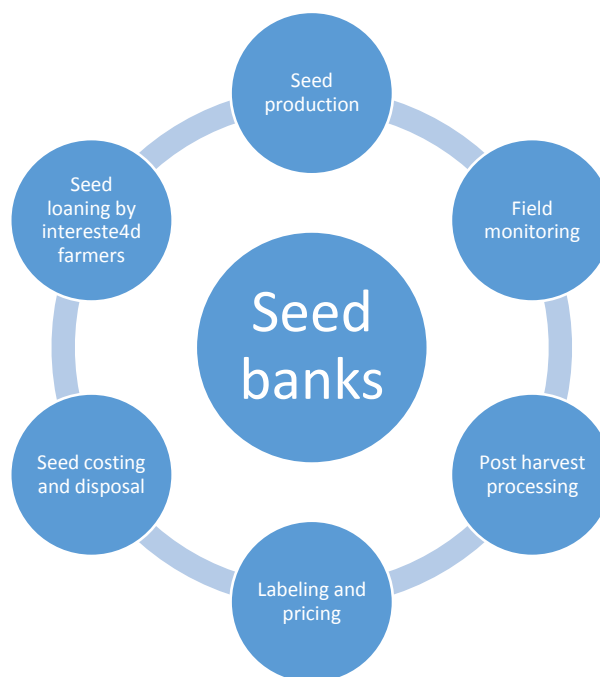 Seed
production
Field
monitoring
Post harvest
processing
Labeling and
pricing
Seed costing
and disposal
Seed
loaning by
intereste4d
farmers
Seed
banks